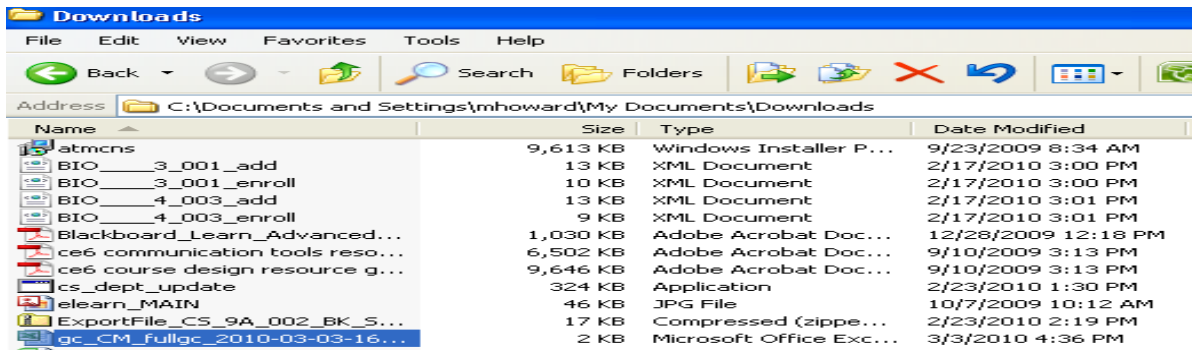 Downloads
File Edit View Favorites Tools Help
Back Search Folders
Address C:\Documents and Settings\mhoward\My Documents\Downloads
Name Size Type Date Modified
atmcns 9,613 KB Windows Installer P... 9/23/2009 8:34 AM
BIO____3_001_add 13 KB XML Document 2/17/2010 3:00 PM
BIO____3_001_enroll 10 KB XML Document 2/17/2010 3:00 PM
BIO____4_003_add 13 KB XML Document 2/17/2010 3:01 PM
BIO____4_003_enroll 9 KB XML Document 2/17/2010 3:01 PM
Blackboard_Learn_Advanced... 1,030 KB Adobe Acrobat Doc... 12/28/2009 12:18 PM
ce6 communication tools reso... 6,502 KB Adobe Acrobat Doc... 9/10/2009 3:13 PM
ce6 course design resource g... 9,646 KB Adobe Acrobat Doc... 9/10/2009 3:13 PM
cs_dept_update 324 KB Application 2/23/2010 1:30 PM
elearn_MAIN 46 KB JPG File 10/7/2009 10:12 AM
ExportFile_CS_9A_002_BK_S... 17 KB Compressed (zippe... 2/23/2010 2:19 PM
gc_CM_fullgc_2010-03-03-16... 2 KB Microsoft Office Exc... 3/3/2010 4:36 PM